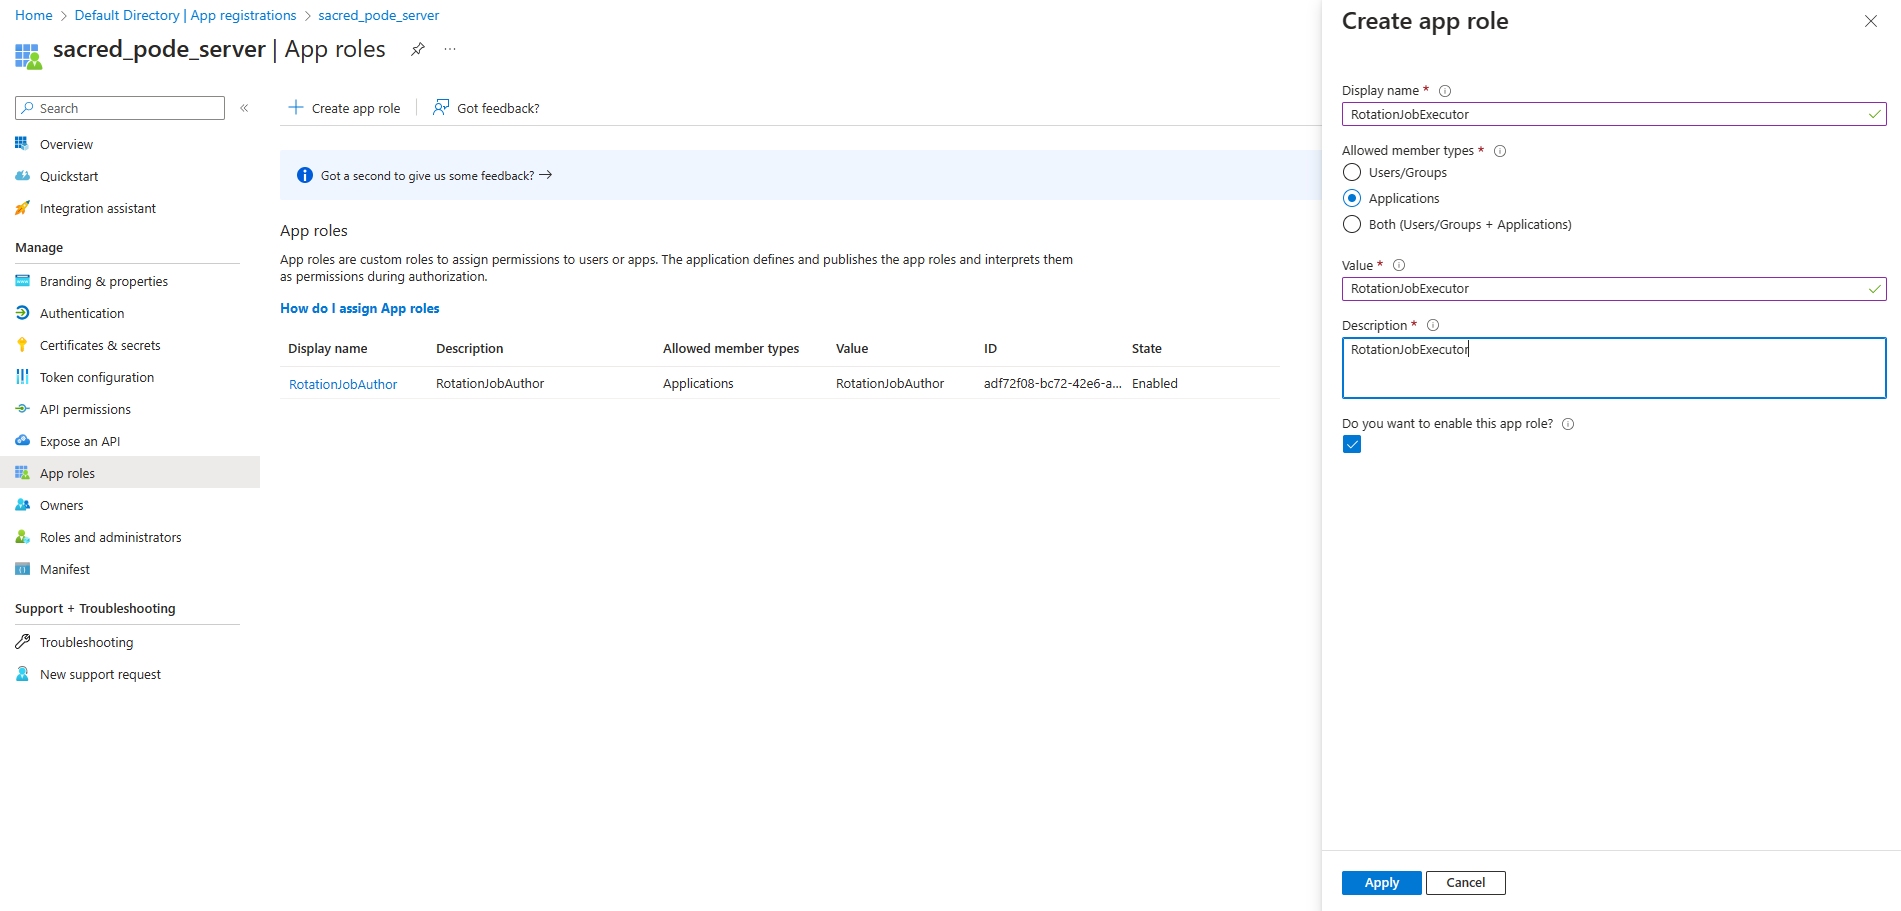 Home > Default Directory | App registrations > sacred_pode_server
sacred_pode_server | App roles
Search
Overview
Quickstart
Integration assistant
Manage
Branding & properties
Authentication
Certificates & secrets
Token configuration
API permissions
Expose an API
App roles
Owners
Roles and administrators
Manifest
Support + Troubleshooting
Troubleshooting
New support request
Create app role
Got feedback?
Got a second to give us some feedback? →
App roles
App roles are custom roles to assign permissions to users or apps. The application defines and publishes the app roles and interprets them
as permissions during authorization.
How do I assign App roles
Display name Description Allowed member types Value ID State
RotationJobAuthor RotationJobAuthor Applications RotationJobAuthor adf72f08-bc72-42e6-a... Enabled
Create app role
Display name *
RotationJobExecutor
Allowed member types *
Users/Groups
Applications
Both (Users/Groups + Applications)
Value *
RotationJobExecutor
Description *
RotationJobExecutor
Do you want to enable this app role?
Apply
Cancel